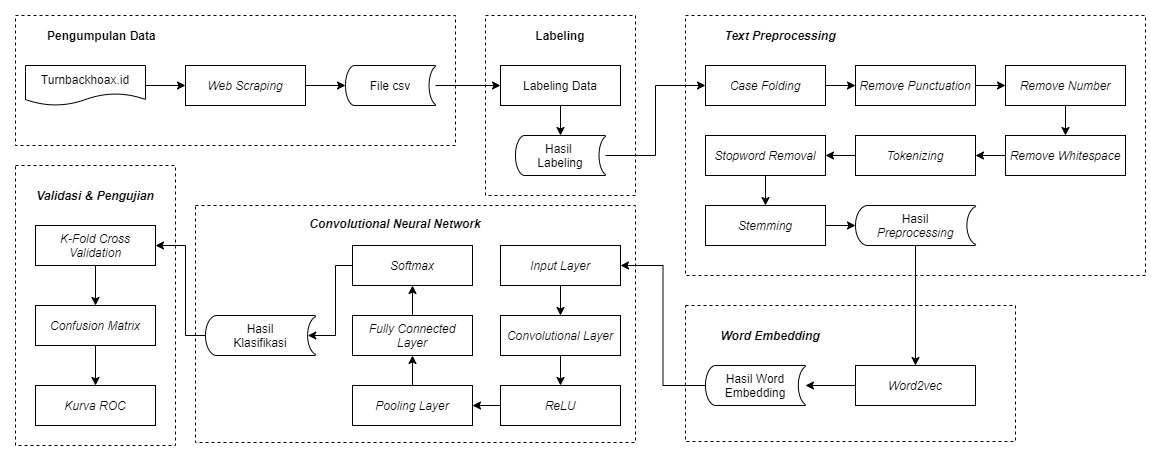 Pengumpulan Data
Turnbackhoax.id
Web Scraping
File csv
Labeling
Labeling Data
Hasil
Labeling
Text Preprocessing
Case Folding
Remove Punctuation
Remove Number
Stopword Removal
Tokenizing
Remove Whitespace
Stemming
Hasil
Preprocessing
Validasi & Pengujian
K-Fold Cross
Validation
Confusion Matrix
Kurva ROC
Convolutional Neural Network
Softmax
Input Layer
Hasil
Klasifikasi
Fully Connected
Layer
Convolutional Layer
Pooling Layer
ReLU
Word Embedding
Hasil Word
Embedding
Word2vec